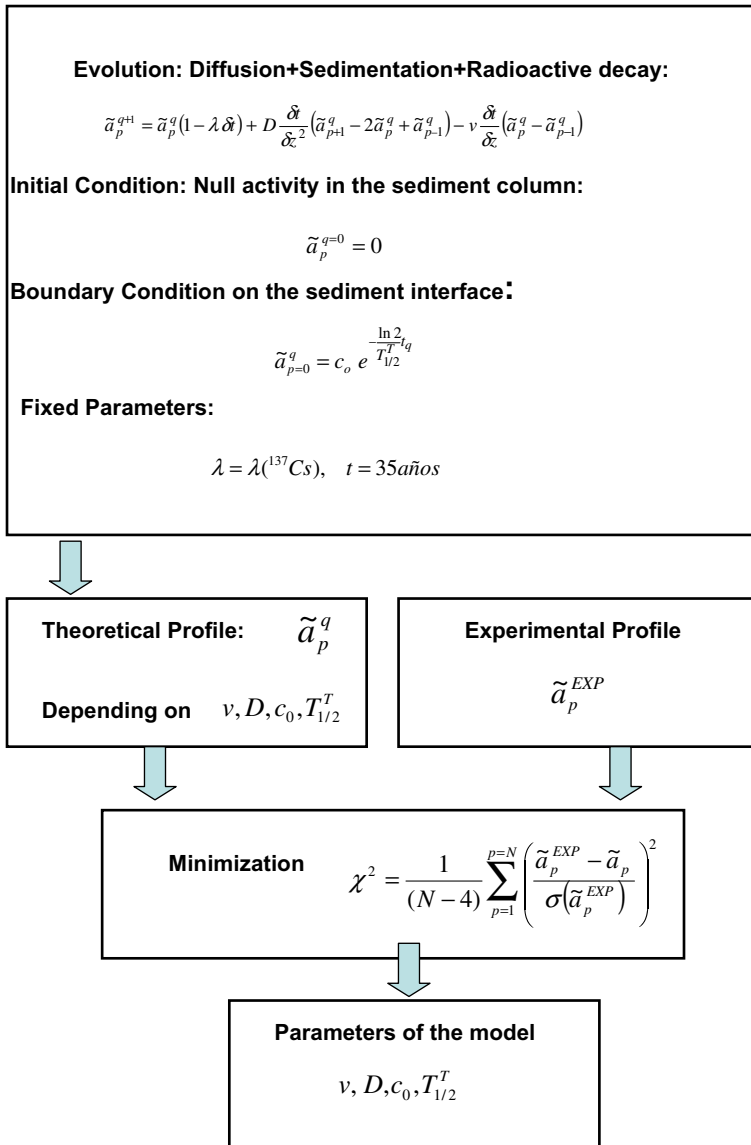 Evolution: Diffusion+Sedimentation+Radioactive decay:
ã_p^{q+1} = ã_p^q (1 − λ δt) + D δt/δz² (ã_{p+1}^q − 2ã_p^q + ã_{p−1}^q) − v δt/δz (ã_p^q − ã_{p−1}^q)
Initial Condition: Null activity in the sediment column:
ã_p^{q=0} = 0
Boundary Condition on the sediment interface:
ã_{p=0}^q = c_o e^{−(ln 2/T_{1/2}^T) t_q}
Fixed Parameters:
λ = λ(^{137}Cs), t = 35años
Theoretical Profile: ã_p^q
Depending on v, D, c_0, T_{1/2}^T
Experimental Profile
ã_p^{EXP}
Minimization χ² = 1/(N − 4) ∑_{p=1}^{p=N} ((ã_p^{EXP} − ã_p)/σ(ã_p^{EXP}))²
Parameters of the model
v, D, c_0, T_{1/2}^T